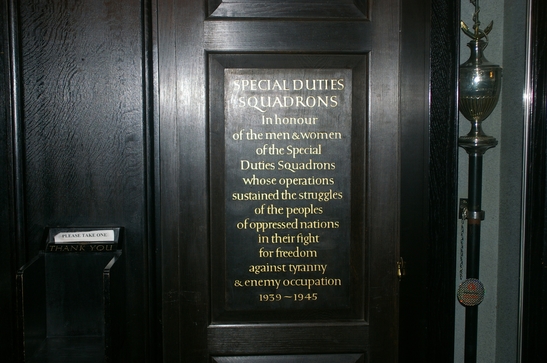 SPECIAL DUTIES
SQUADRONS
In honour
of the men & women
of the Special
Duties Squadrons
whose operations
sustained the struggles
of the peoples
of oppressed nations
in their fight
for freedom
against tyranny
& enemy occupation
1939 ~ 1945
PLEASE TAKE ONE
THANK YOU